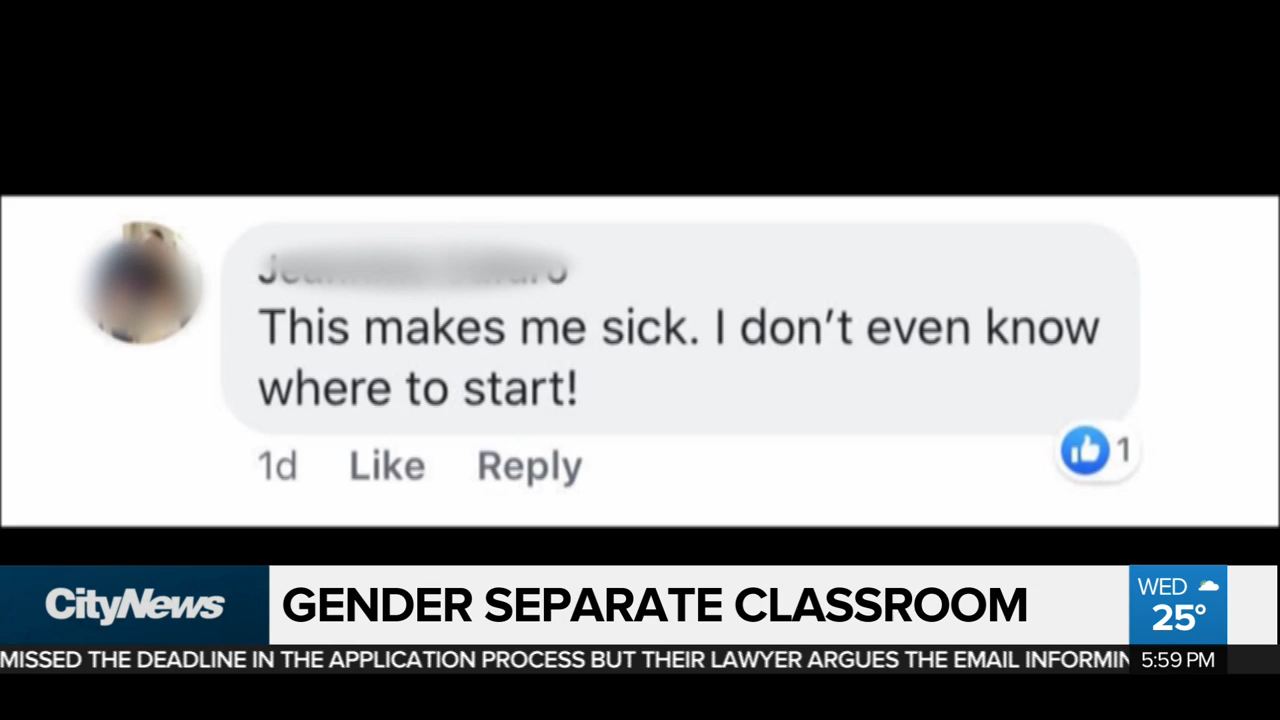 This makes me sick. I don't even know
where to start!
1d Like Reply
1
CityNews
GENDER SEPARATE CLASSROOM
WED
25°
MISSED THE DEADLINE IN THE APPLICATION PROCESS BUT THEIR LAWYER ARGUES THE EMAIL INFORMIN
5:59 PM